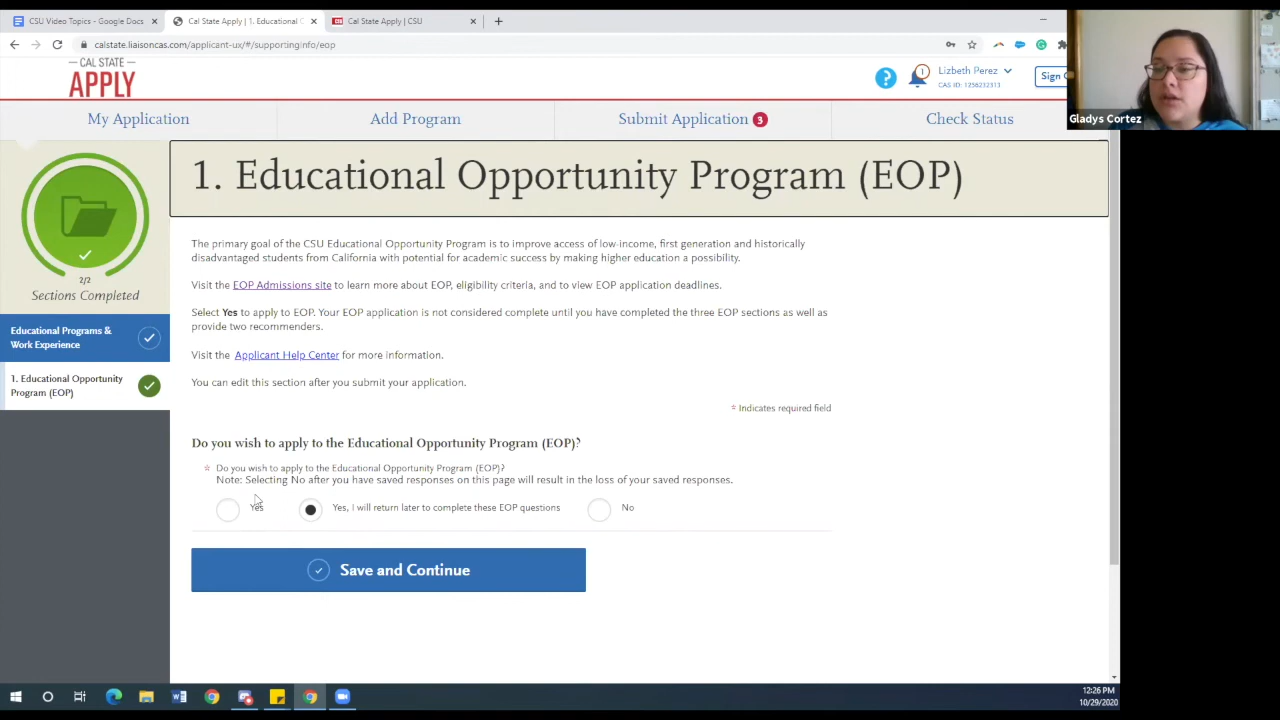 CSU Video Topics - Google Docs
Cal State Apply | 1. Educational O
Cal State Apply | CSU
calstate.liaisoncas.com/applicant-ux/#/supportinginfo/eop
CAL STATE
APPLY
1
Lizbeth Perez
CAS ID: 1256232313
Sign
Gladys Cortez
My Application
Add Program
Submit Application 3
Check Status
2/2
Sections Completed
Educational Programs &
Work Experience
1. Educational Opportunity
Program (EOP)
1. Educational Opportunity Program (EOP)
The primary goal of the CSU Educational Opportunity Program is to improve access of low-income, first generation and historically
disadvantaged students from California with potential for academic success by making higher education a possibility.
Visit the EOP Admissions site to learn more about EOP, eligibility criteria, and to view EOP application deadlines.
Select Yes to apply to EOP. Your EOP application is not considered complete until you have completed the three EOP sections as well as
provide two recommenders.
Visit the Applicant Help Center for more information.
You can edit this section after you submit your application.
* Indicates required field
Do you wish to apply to the Educational Opportunity Program (EOP)?
* Do you wish to apply to the Educational Opportunity Program (EOP)?
Note: Selecting No after you have saved responses on this page will result in the loss of your saved responses.
Yes
Yes, I will return later to complete these EOP questions
No
Save and Continue
12:26 PM
10/29/2020